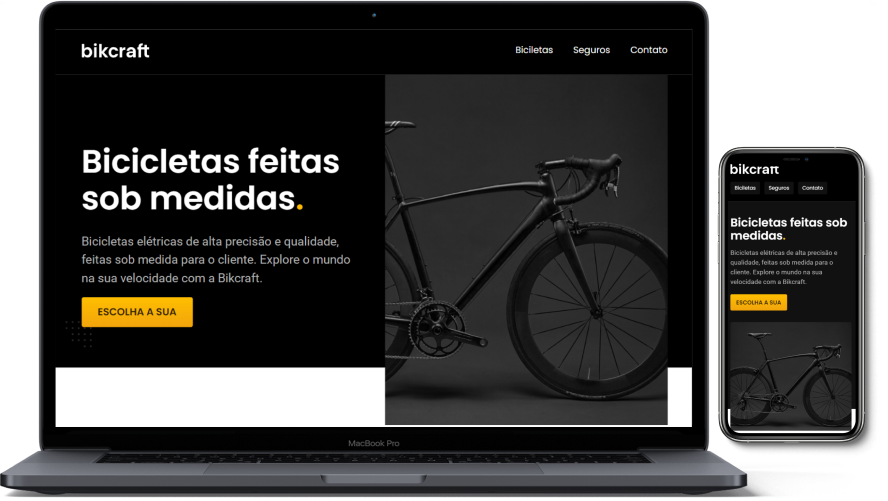 bikcraft
Biciletas Seguros Contato
Bicicletas feitas
sob medidas.
Bicicletas elétricas de alta precisão e qualidade,
feitas sob medida para o cliente. Explore o mundo
na sua velocidade com a Bikcraft.
ESCOLHA A SUA
MacBook Pro
bikcraft
Biciletas Seguros Contato
Bicicletas feitas sob
medidas.
Bicicletas elétricas de alta precisão e
qualidade, feitas sob medida para o
cliente. Explore o mundo na sua
velocidade com a Bikcraft.
ESCOLHA A SUA